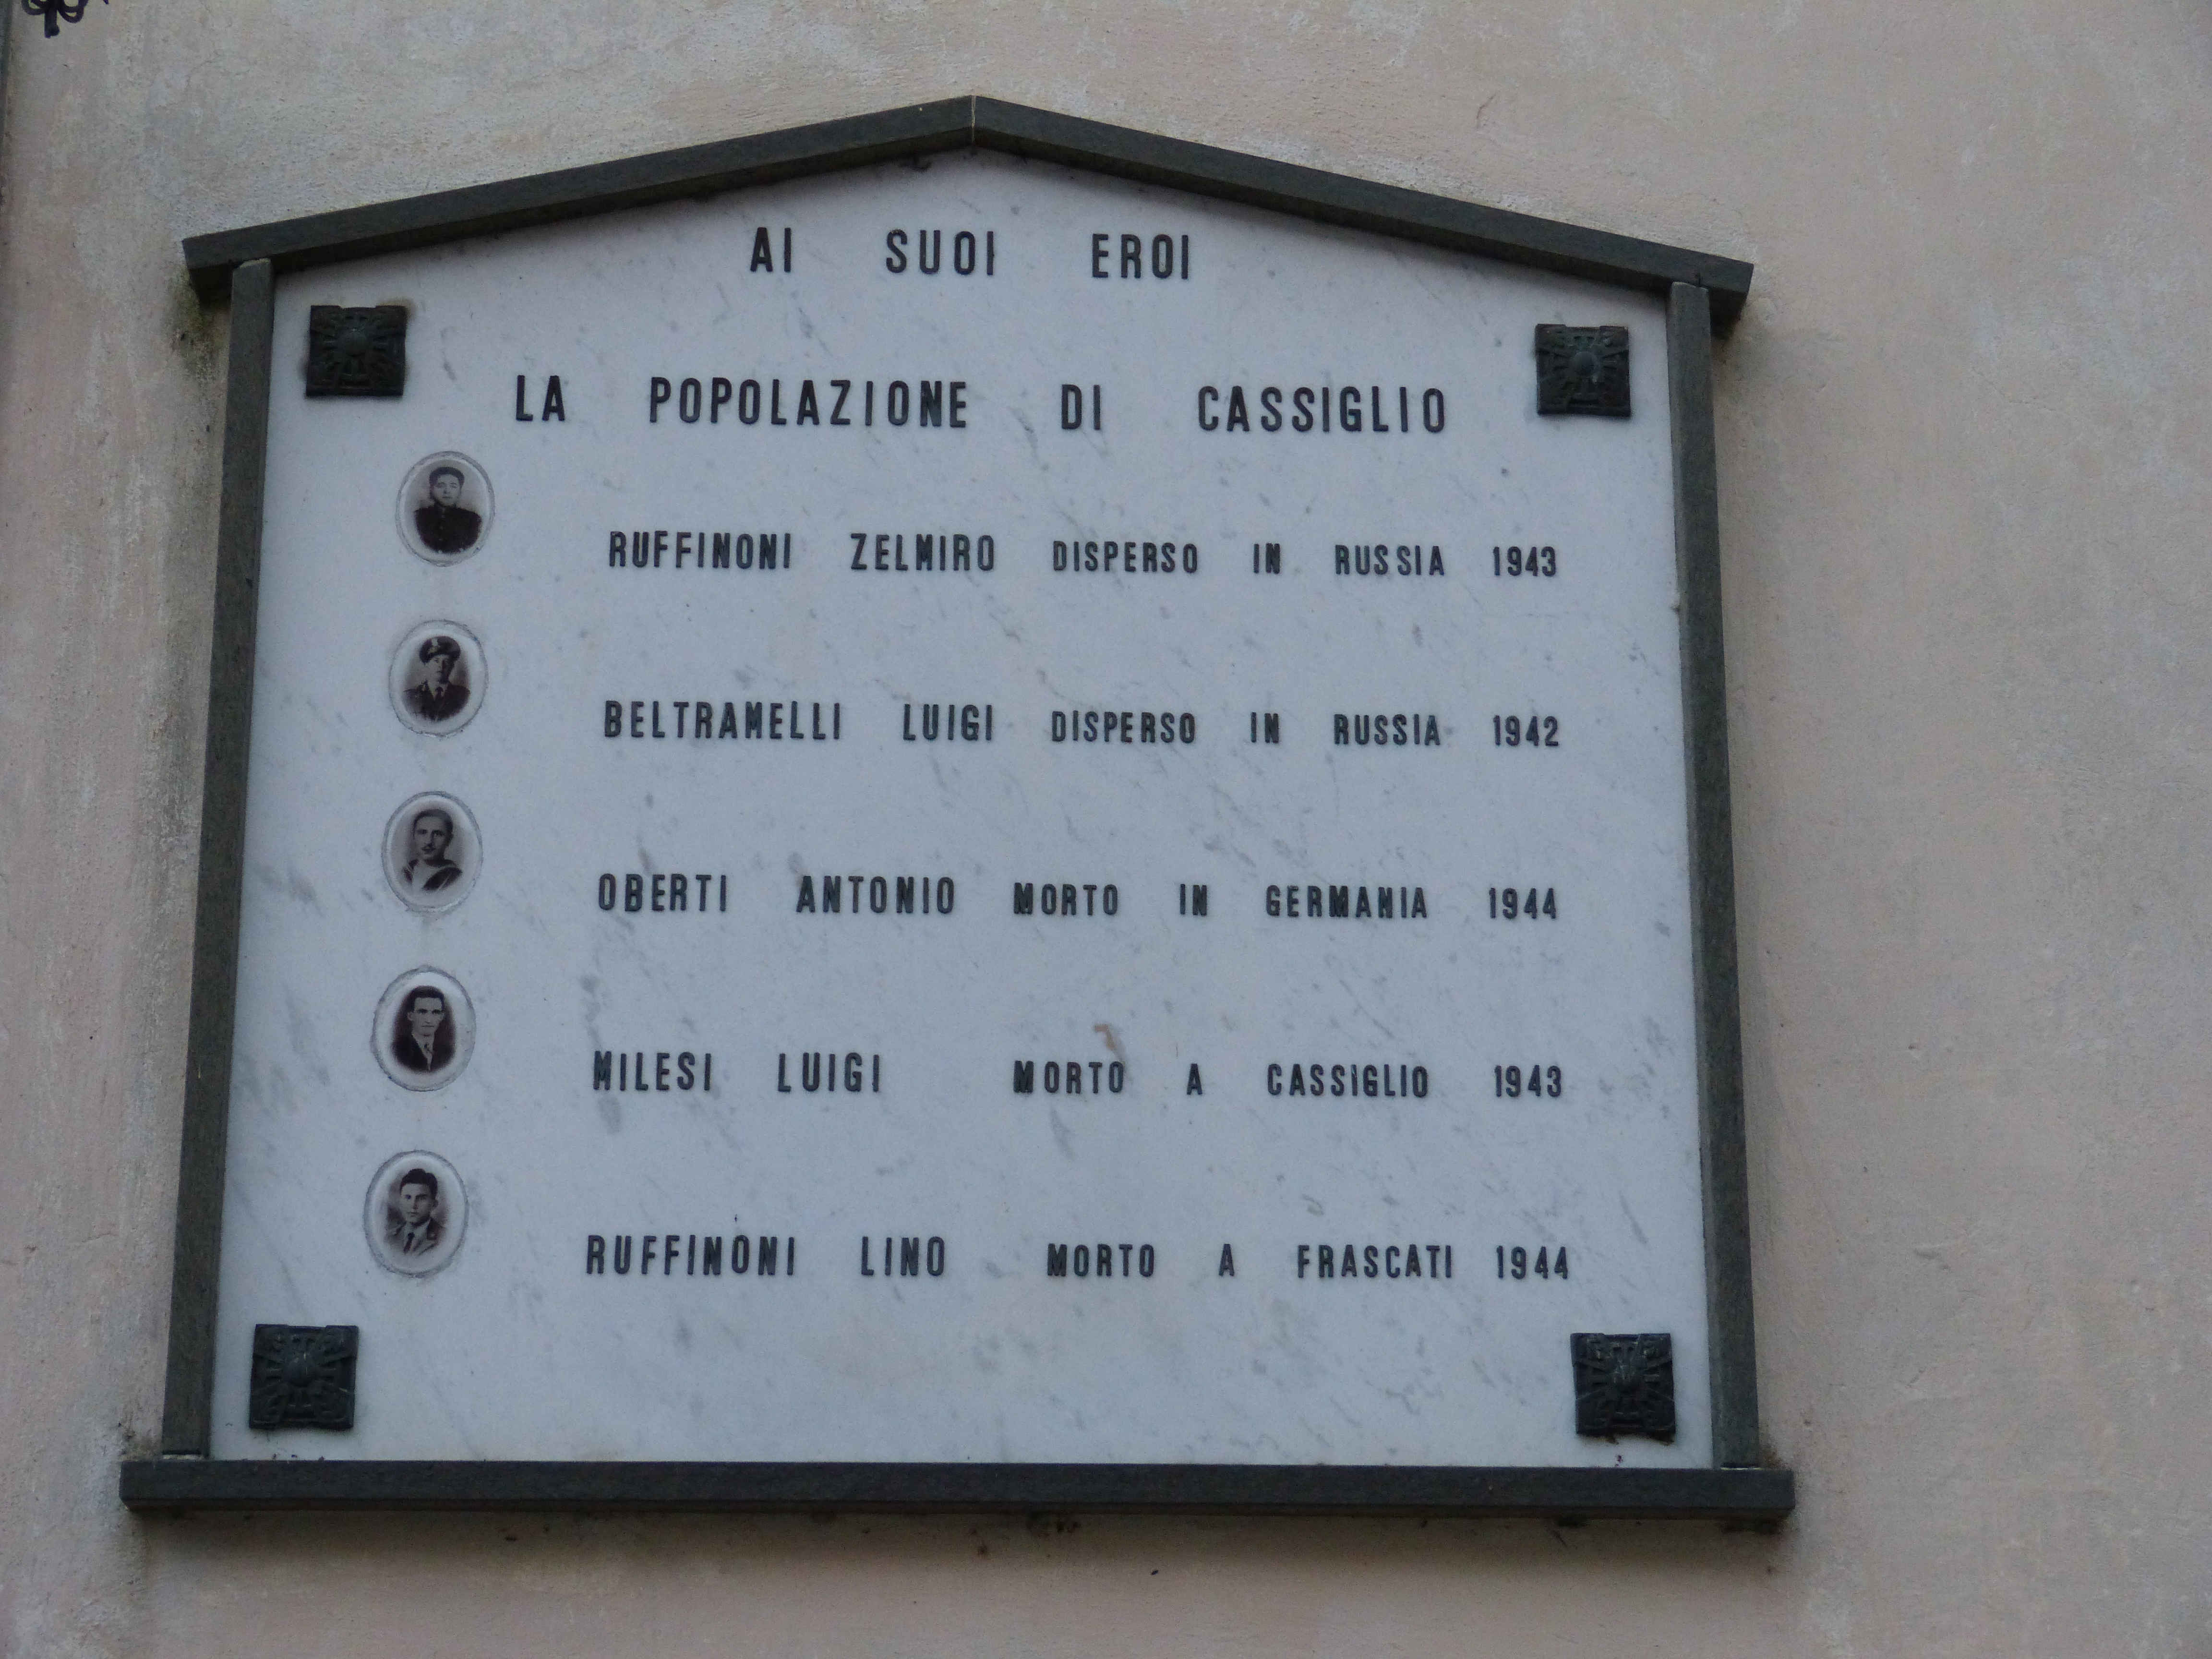 AI SUOI EROI
LA POPOLAZIONE DI CASSIGLIO
RUFFINONI ZELMIRO DISPERSO IN RUSSIA 1943
BELTRAMELLI LUIGI DISPERSO IN RUSSIA 1942
OBERTI ANTONIO MORTO IN GERMANIA 1944
MILESI LUIGI MORTO A CASSIGLIO 1943
RUFFINONI LINO MORTO A FRASCATI 1944